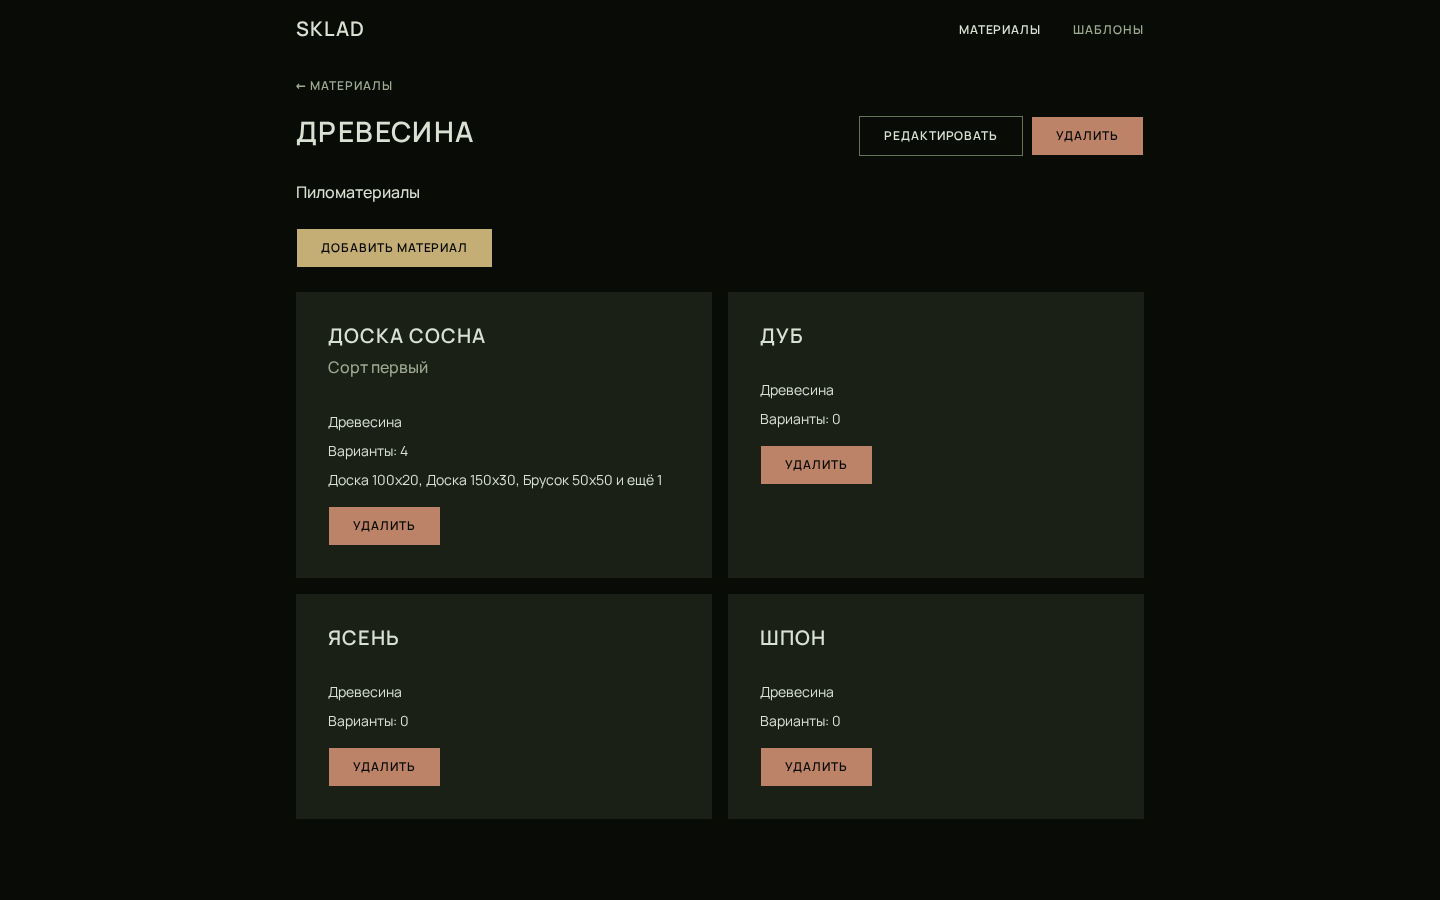 SKLAD
МАТЕРИАЛЫ
ШАБЛОНЫ
← МАТЕРИАЛЫ
ДРЕВЕСИНА
РЕДАКТИРОВАТЬ
УДАЛИТЬ
Пиломатериалы
ДОБАВИТЬ МАТЕРИАЛ
ДОСКА СОСНА
Сорт первый
Древесина
Варианты: 4
Доска 100x20, Доска 150x30, Брусок 50x50 и ещё 1
УДАЛИТЬ
ДУБ
Древесина
Варианты: 0
УДАЛИТЬ
ЯСЕНЬ
Древесина
Варианты: 0
УДАЛИТЬ
ШПОН
Древесина
Варианты: 0
УДАЛИТЬ